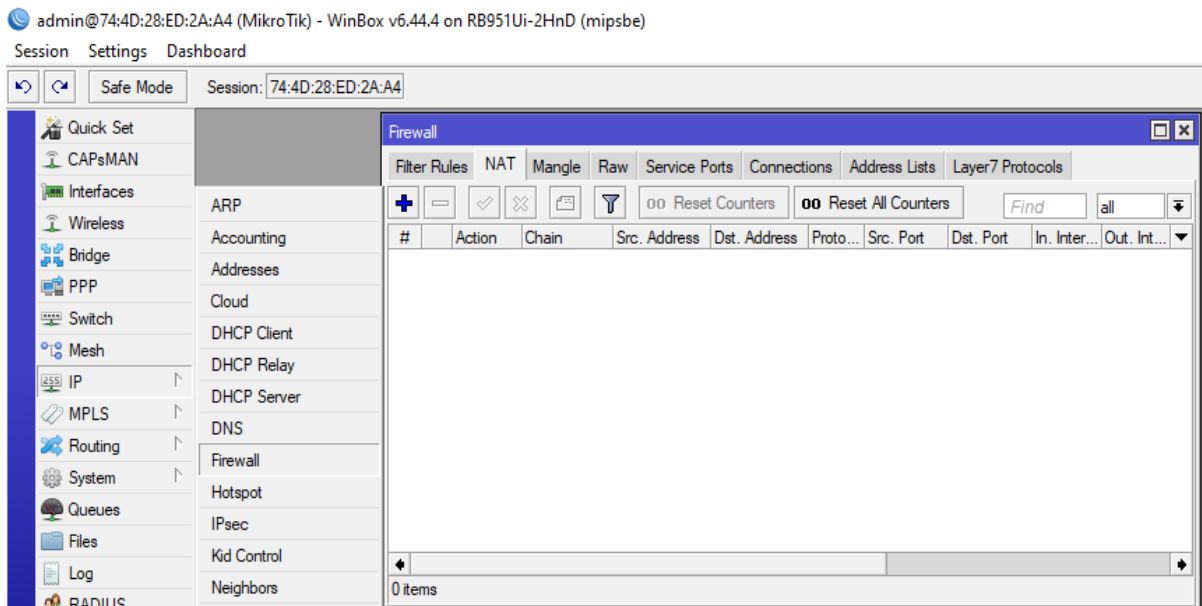 admin@74:4D:28:ED:2A:A4 (MikroTik) - WinBox v6.44.4 on RB951Ui-2HnD (mipsbe)
Session Settings Dashboard
Safe Mode Session: 74:4D:28:ED:2A:A4
Quick Set
CAPsMAN
Interfaces
Wireless
Bridge
PPP
Switch
Mesh
255 IP
MPLS
Routing
System
Queues
Files
Log
RADIUS
ARP
Accounting
Addresses
Cloud
DHCP Client
DHCP Relay
DHCP Server
DNS
Firewall
Hotspot
IPsec
Kid Control
Neighbors
Firewall
Filter Rules NAT Mangle Raw Service Ports Connections Address Lists Layer7 Protocols
00 Reset Counters 00 Reset All Counters Find all
# Action Chain Src. Address Dst. Address Proto... Src. Port Dst. Port In. Inter... Out. Int...
0 items